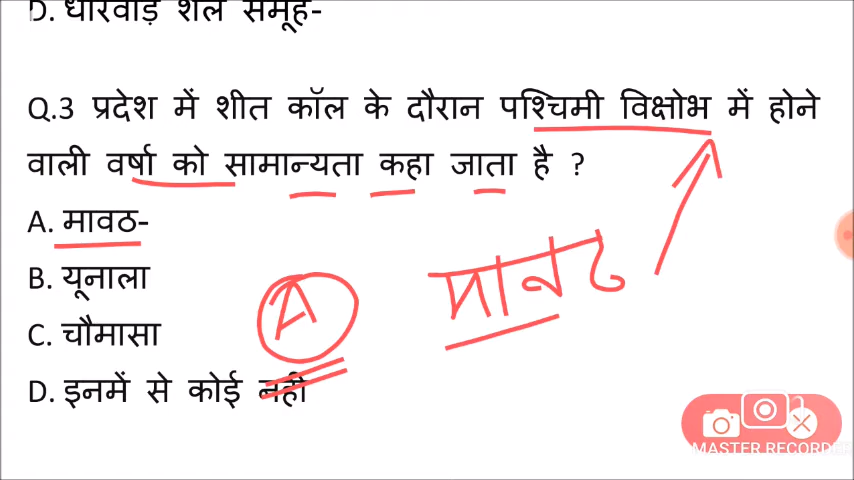 D. धारवाड़ शैल समूह-
Q.3 प्रदेश में शीत कॉल के दौरान पश्चिमी विक्षोभ में होने
वाली वर्षा को सामान्यता कहा जाता है ?
A. मावठ-
B. यूनाला
C. चौमासा
D. इनमें से कोई नही
A
मावठ
MASTER RECORDER